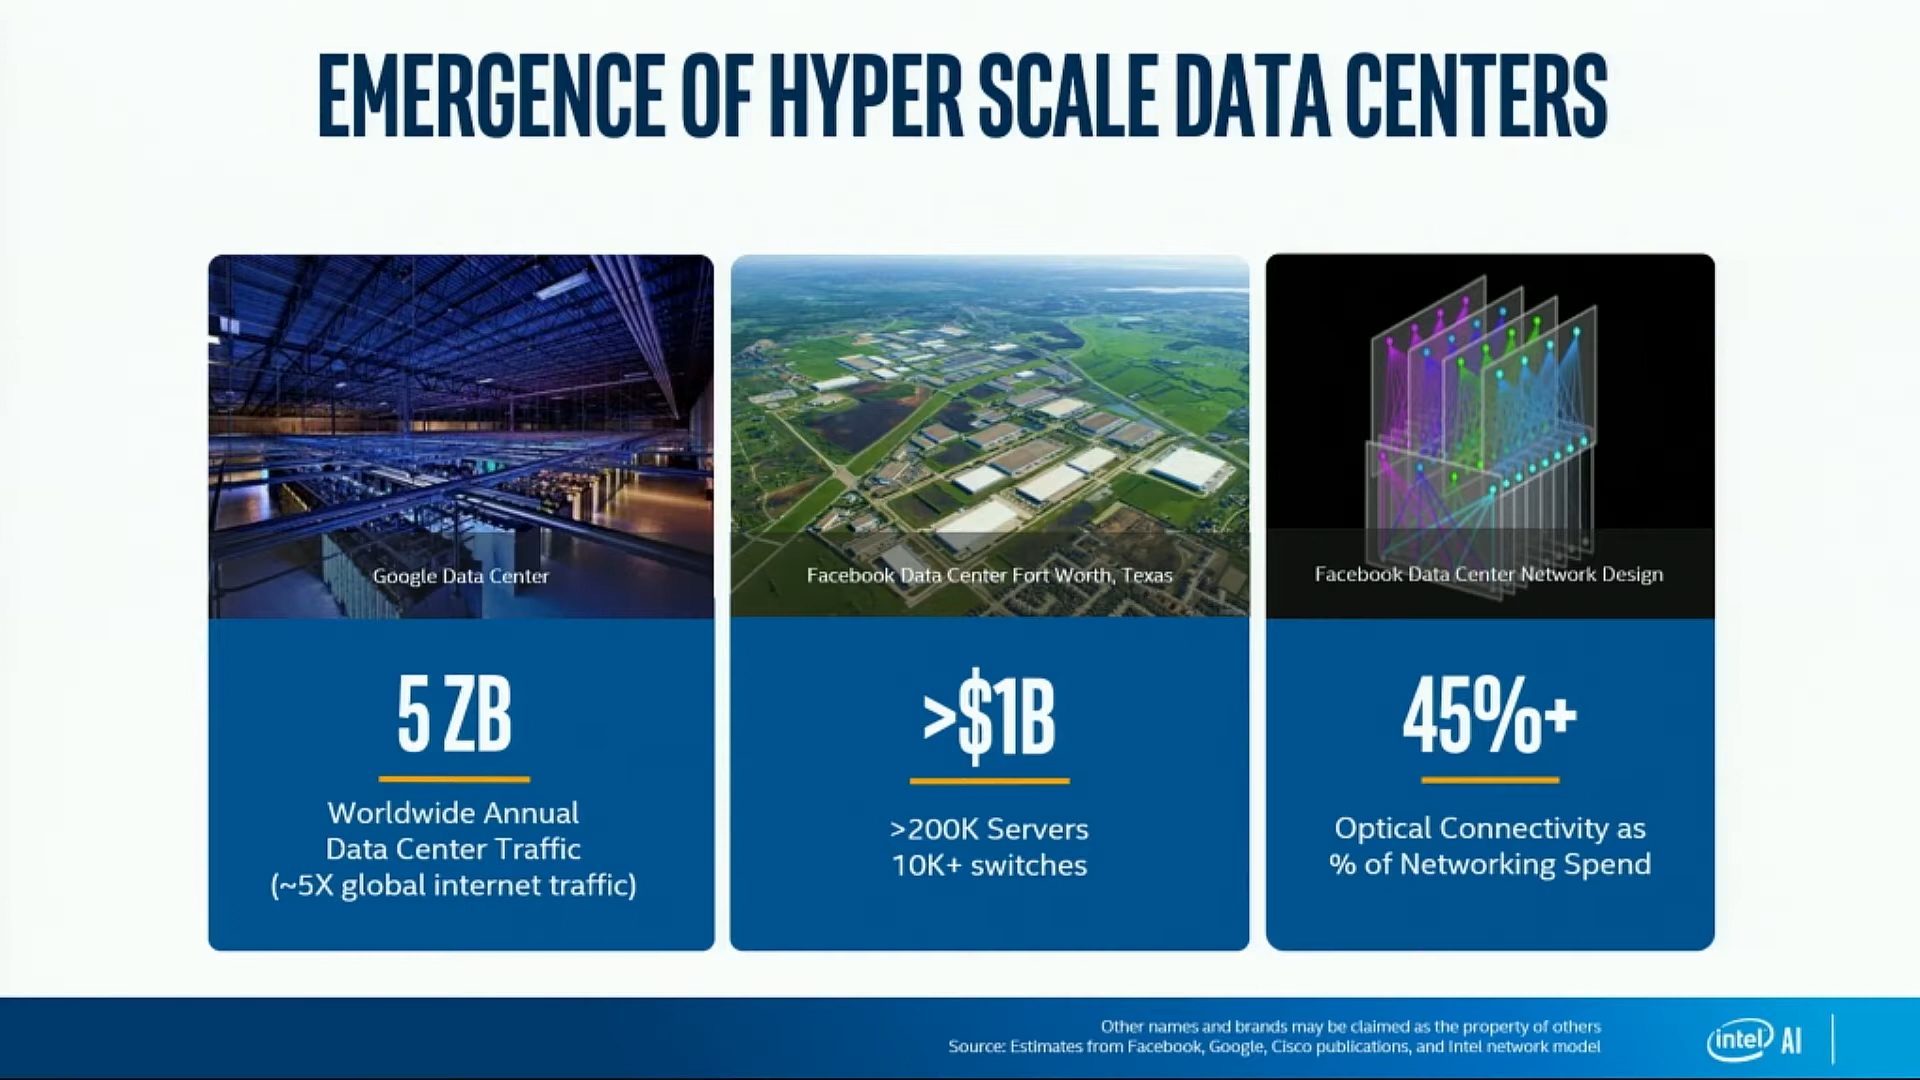 EMERGENCE OF HYPER SCALE DATA CENTERS
Google Data Center
5 ZB
Worldwide Annual
Data Center Traffic
(~5X global internet traffic)
Facebook Data Center Fort Worth, Texas
>$1B
>200K Servers
10K+ switches
Facebook Data Center Network Design
45%+
Optical Connectivity as
% of Networking Spend
Other names and brands may be claimed as the property of others
Source: Estimates from Facebook, Google, Cisco publications, and Intel network model
intel AI